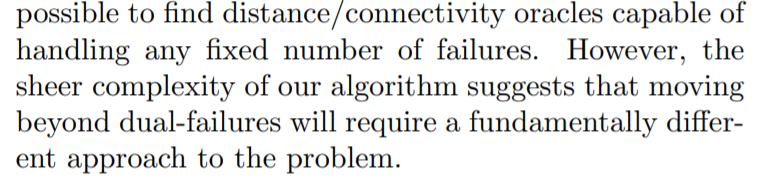 possible to find distance/connectivity oracles capable of
handling any fixed number of failures. However, the
sheer complexity of our algorithm suggests that moving
beyond dual-failures will require a fundamentally differ-
ent approach to the problem.